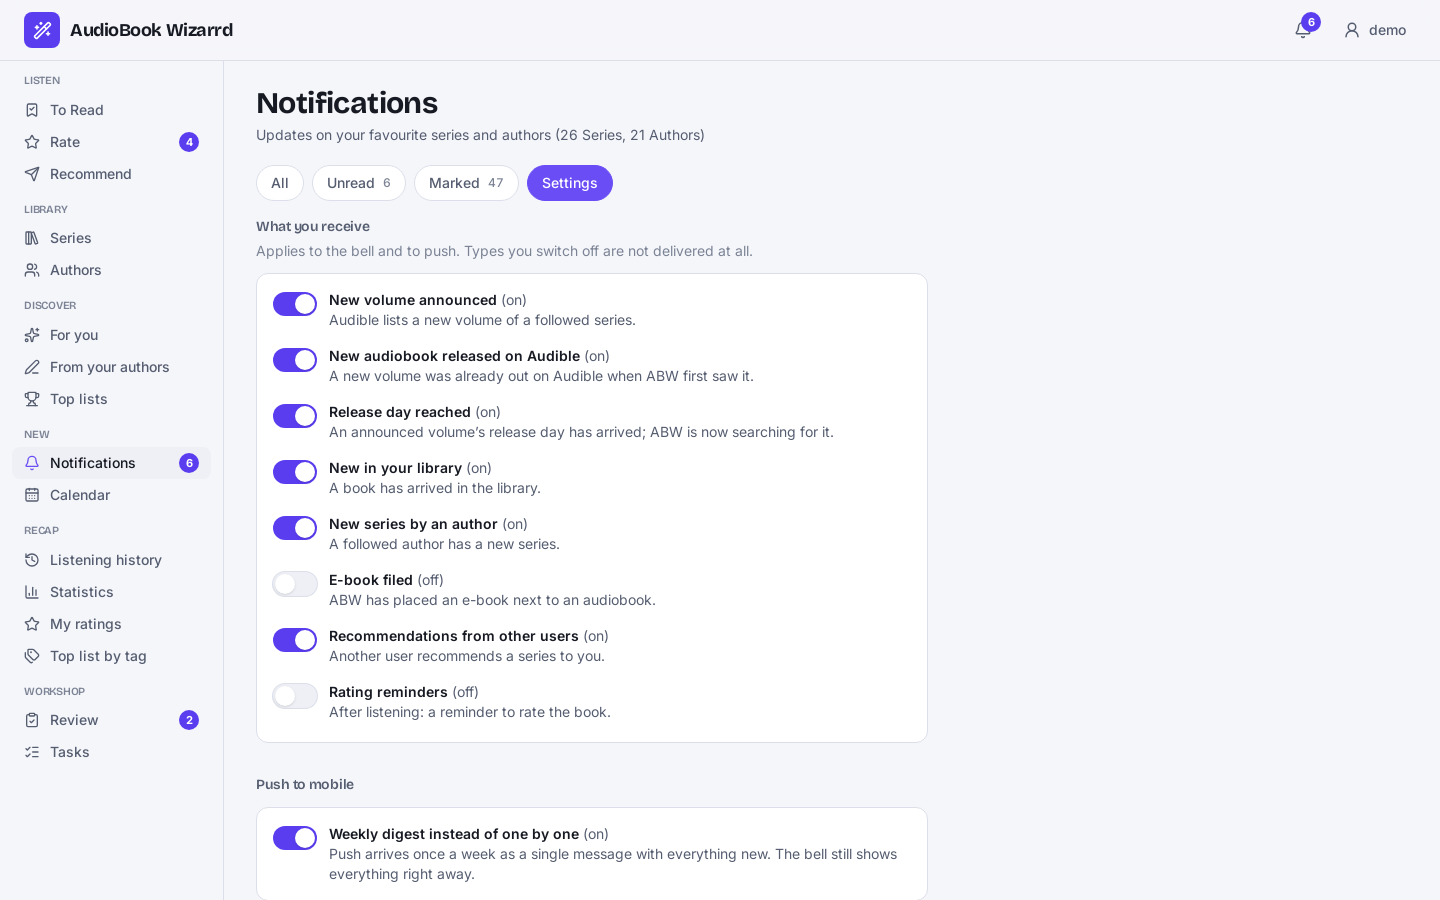 AudioBook Wizarrd
6
demo
LISTEN
To Read
Rate 4
Recommend
LIBRARY
Series
Authors
DISCOVER
For you
From your authors
Top lists
NEW
Notifications 6
Calendar
RECAP
Listening history
Statistics
My ratings
Top list by tag
WORKSHOP
Review 2
Tasks
Notifications
Updates on your favourite series and authors (26 Series, 21 Authors)
All Unread 6 Marked 47 Settings
What you receive
Applies to the bell and to push. Types you switch off are not delivered at all.
New volume announced (on)
Audible lists a new volume of a followed series.
New audiobook released on Audible (on)
A new volume was already out on Audible when ABW first saw it.
Release day reached (on)
An announced volume’s release day has arrived; ABW is now searching for it.
New in your library (on)
A book has arrived in the library.
New series by an author (on)
A followed author has a new series.
E-book filed (off)
ABW has placed an e-book next to an audiobook.
Recommendations from other users (on)
Another user recommends a series to you.
Rating reminders (off)
After listening: a reminder to rate the book.
Push to mobile
Weekly digest instead of one by one (on)
Push arrives once a week as a single message with everything new. The bell still shows
everything right away.